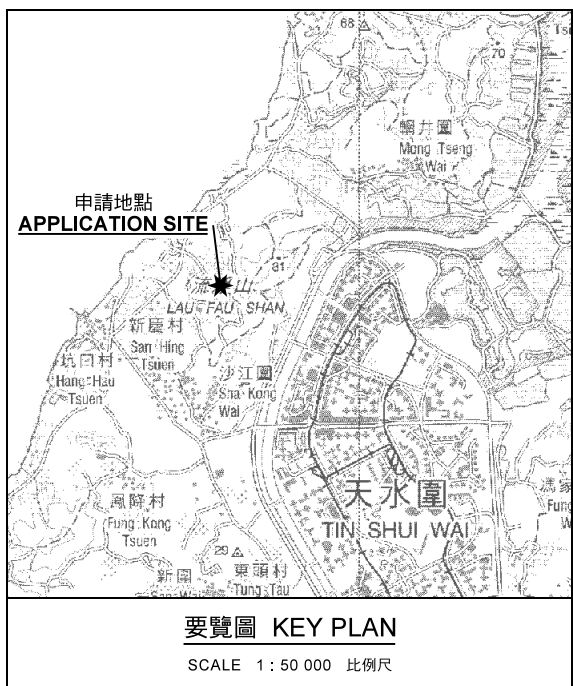 68
70
輞井圍
Mong Tseng
Wai
申請地點
APPLICATION SITE
81
山
LAU FAU SHAN
新慶村
San Hing
Tsuen
坑口村
Hang Hau
Tsuen
沙江圍
Sha Kong
Wai
天水圍
TIN SHUI WAI
鳳降村
Fung Kong
Tsuen
29
東頭村
Tung Tau
新圍
要覽圖 KEY PLAN
SCALE 1 : 50 000 比例尺